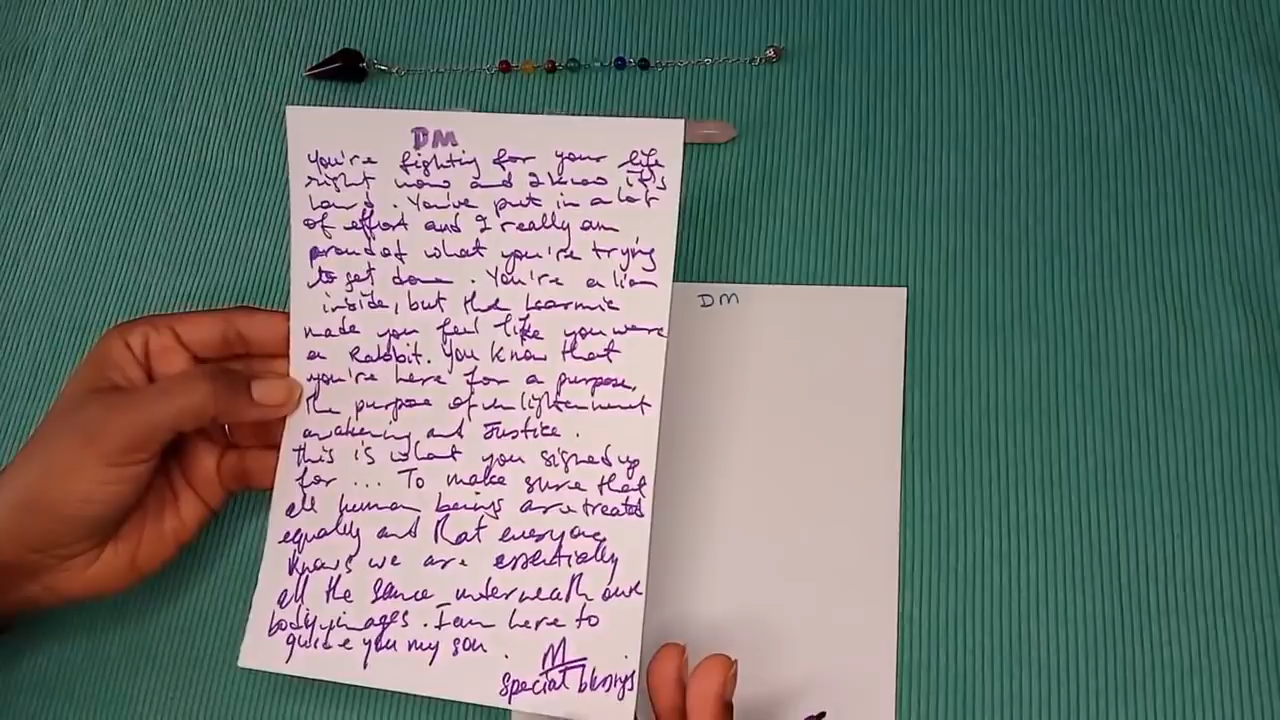 DM
You're fighting for your life
right now and I know it's
hard. You've put in a lot
of effort and I really am
proud of what you're trying
to get done. You're a lion
inside, but the karmic
made you feel like you were
a Rabbit. You know that
you're here for a purpose,
the purpose of enlightenment
awakening and Justice.
This is what you signed up
for ... To make sure that
all human beings are treated
equally and that everyone
knows we are essentially
all the same underneath our
body images. I am here to
guide you my son.
M
special blessings
DM